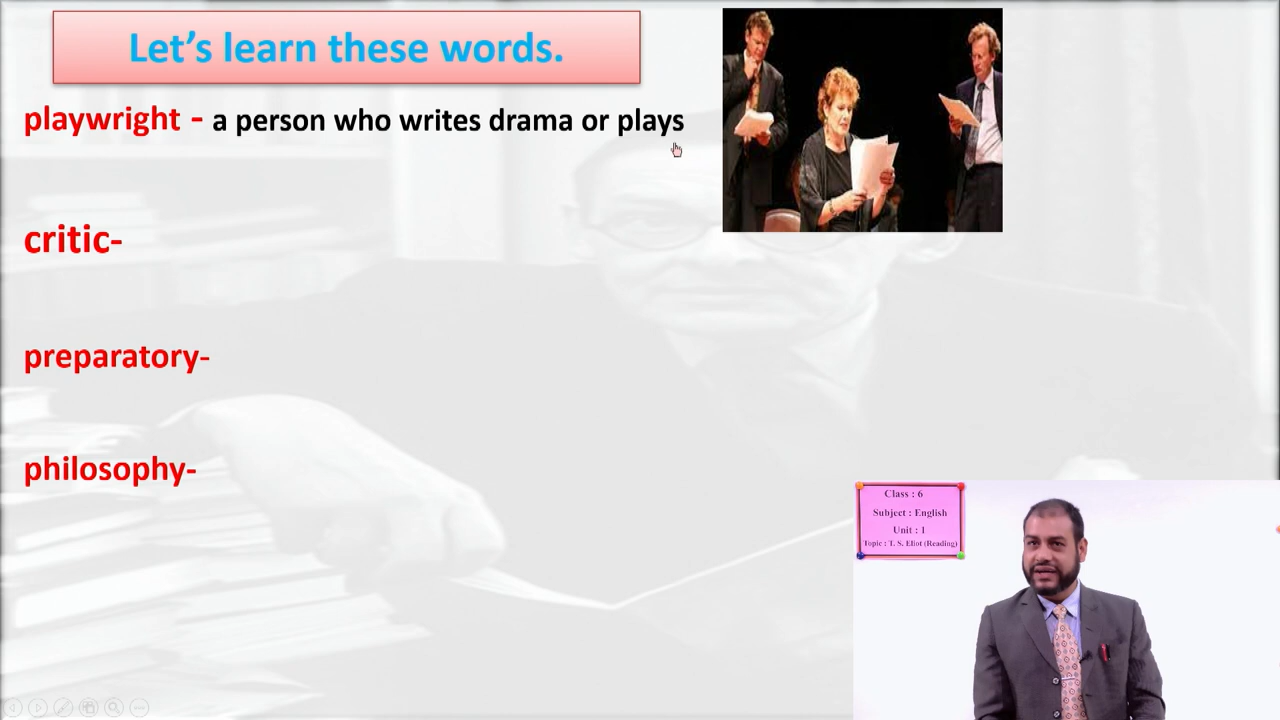 Let's learn these words.
playwright - a person who writes drama or plays
critic-
preparatory-
philosophy-
Class : 6
Subject : English
Unit : 1
Topic : T. S. Eliot (Reading)